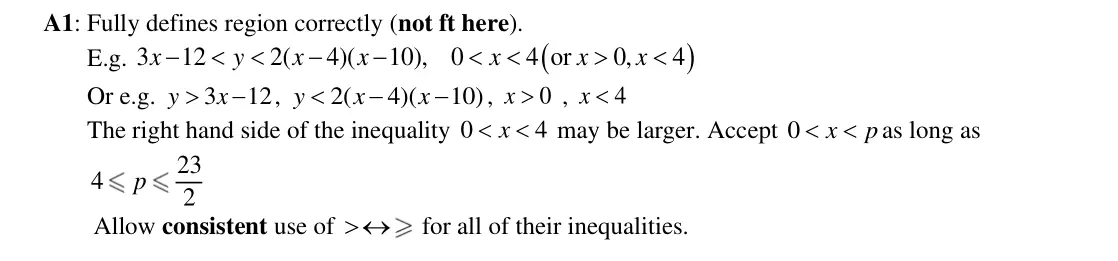 A1: Fully defines region correctly (not ft here).
E.g. 3x−12 < y < 2(x−4)(x−10), 0 < x < 4 (or x > 0, x < 4)
Or e.g. y > 3x−12, y < 2(x−4)(x−10), x > 0 , x < 4
The right hand side of the inequality 0 < x < 4 may be larger. Accept 0 < x < p as long as
4 ⩽ p ⩽ 23/2
Allow consistent use of > ↔ ⩾ for all of their inequalities.